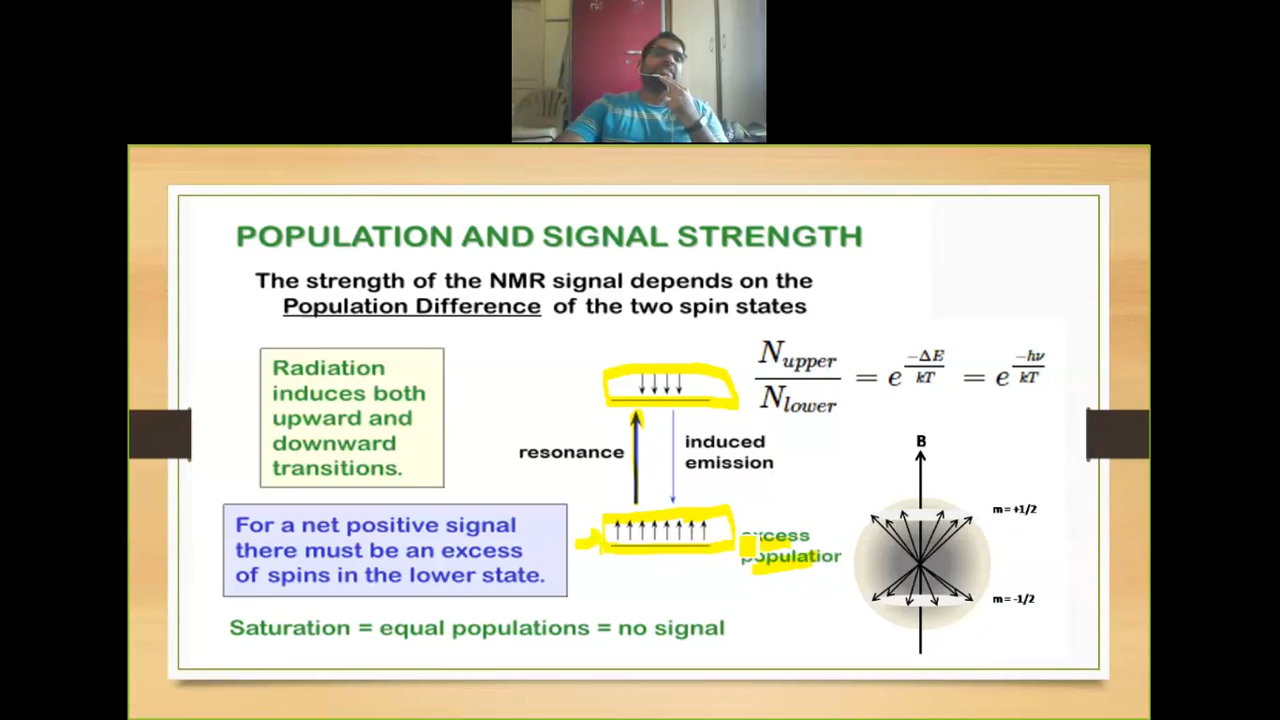 POPULATION AND SIGNAL STRENGTH
The strength of the NMR signal depends on the
Population Difference of the two spin states
Radiation
induces both
upward and
downward
transitions.
N_upper / N_lower = e^(-ΔE/kT) = e^(-hν/kT)
resonance
induced
emission
For a net positive signal
there must be an excess
of spins in the lower state.
excess
population
B
m = +1/2
m = -1/2
Saturation = equal populations = no signal